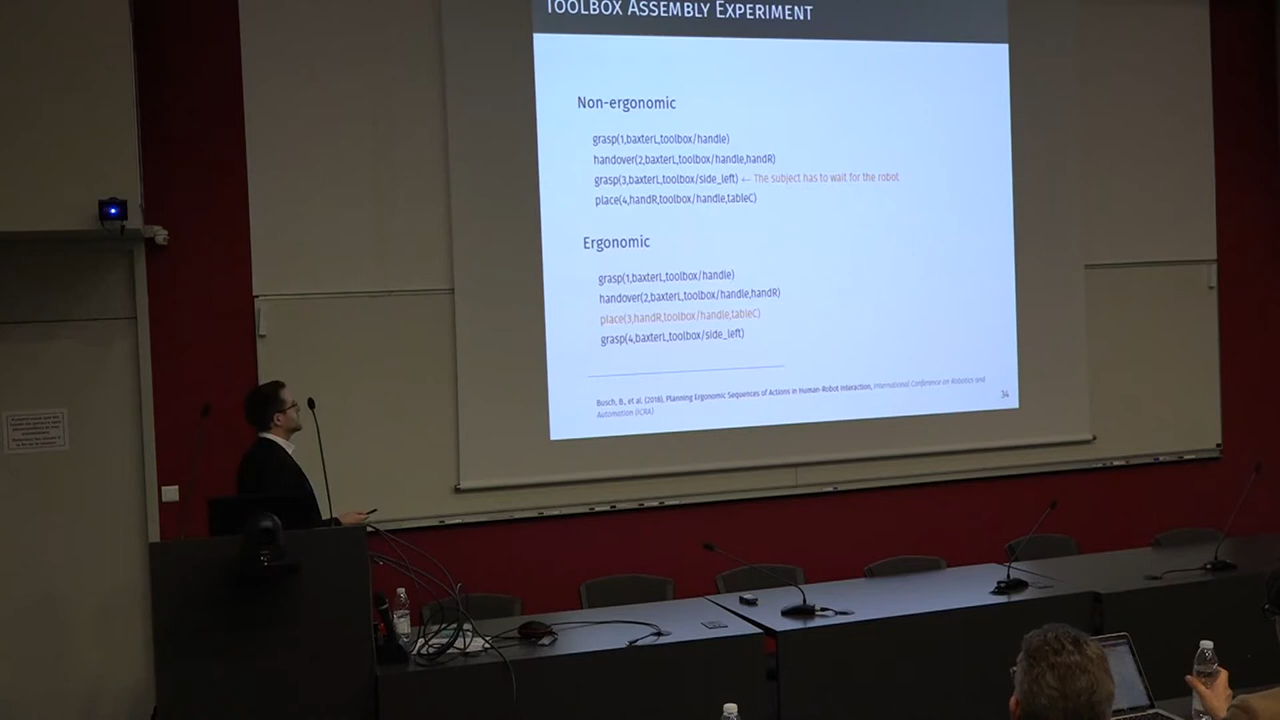 TOOLBOX ASSEMBLY EXPERIMENT
Non-ergonomic
grasp(1,baxterL,toolbox/handle)
handover(2,baxterL,toolbox/handle,handR)
grasp(3,baxterL,toolbox/side_left) ← The subject has to wait for the robot
place(4,handR,toolbox/handle,tableC)
Ergonomic
grasp(1,baxterL,toolbox/handle)
handover(2,baxterL,toolbox/handle,handR)
place(3,handR,toolbox/handle,tableC)
grasp(4,baxterL,toolbox/side_left)
Busch, B., et al. (2018), Planning Ergonomic Sequences of Actions in Human-Robot Interaction, International Conference on Robotics and
Automation (ICRA)
34